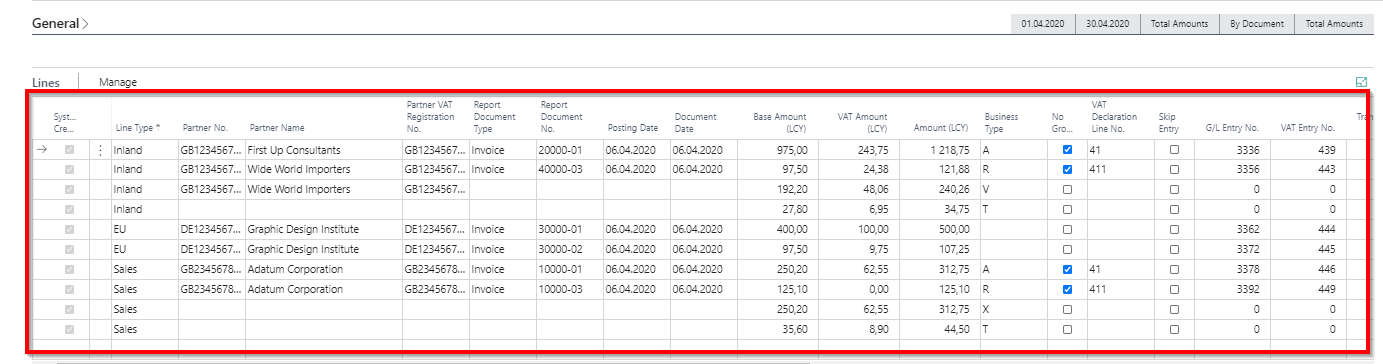 General
01.04.2020 30.04.2020 Total Amounts By Document Total Amounts
Lines Manage
Syst... Cre... Line Type ↑ Partner No. Partner Name Partner VAT Registration No. Report Document Type Report Document No. Posting Date Document Date Base Amount (LCY) VAT Amount (LCY) Amount (LCY) Business Type No Gro... VAT Declaration Line No. Skip Entry G/L Entry No. VAT Entry No. Tran
Inland GB1234567... First Up Consultants GB1234567... Invoice 20000-01 06.04.2020 06.04.2020 975,00 243,75 1 218,75 A 41 3336 439
Inland GB1234567... Wide World Importers GB1234567... Invoice 40000-03 06.04.2020 06.04.2020 97,50 24,38 121,88 R 411 3356 443
Inland GB1234567... Wide World Importers GB1234567... 192,20 48,06 240,26 V 0 0
Inland 27,80 6,95 34,75 T 0 0
EU DE1234567... Graphic Design Institute DE1234567... Invoice 30000-01 06.04.2020 06.04.2020 400,00 100,00 500,00 3362 444
EU DE1234567... Graphic Design Institute DE1234567... Invoice 30000-02 06.04.2020 06.04.2020 97,50 9,75 107,25 3372 445
Sales GB2345678... Adatum Corporation GB2345678... Invoice 10000-01 06.04.2020 06.04.2020 250,20 62,55 312,75 A 41 3378 446
Sales GB2345678... Adatum Corporation GB2345678... Invoice 10000-03 06.04.2020 06.04.2020 125,10 0,00 125,10 R 411 3392 449
Sales 250,20 62,55 312,75 X 0 0
Sales 35,60 8,90 44,50 T 0 0